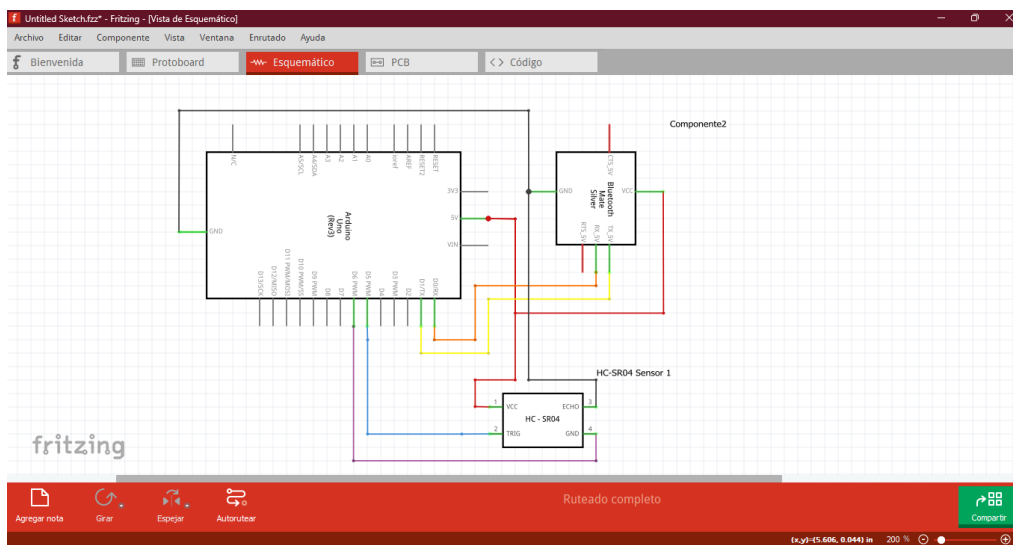 Untitled Sketch.fzz* - Fritzing - [Vista de Esquemático]
Archivo Editar Componente Vista Ventana Enrutado Ayuda
Bienvenida Protoboard Esquemático PCB <> Código
Componente2
N/C A5/SCL A4/SDA A3 A2 A1 A0 ioref AREF RESET2 RESET
CTS_5V
3V3
5V
VIN
GND
Arduino
Uno
(Rev3)
GND
VCC
Bluetooth
Mate
Silver
RTS_5V RX_5V TX_5V
D13/SCK D12/MISO D11 PWM/MOSI D10 PWM/SS D9 PWM D8 D7 D6 PWM D5 PWM D4 D3 PWM D2 D1/TX D0/RX
HC-SR04 Sensor 1
1 VCC ECHO 3
HC - SR04
2 TRIG GND 4
fritzing
Agregar nota Girar Espejar Autorutear
Ruteado completo
Compartir
(x,y)=(5.606, 0.044) in 200 %